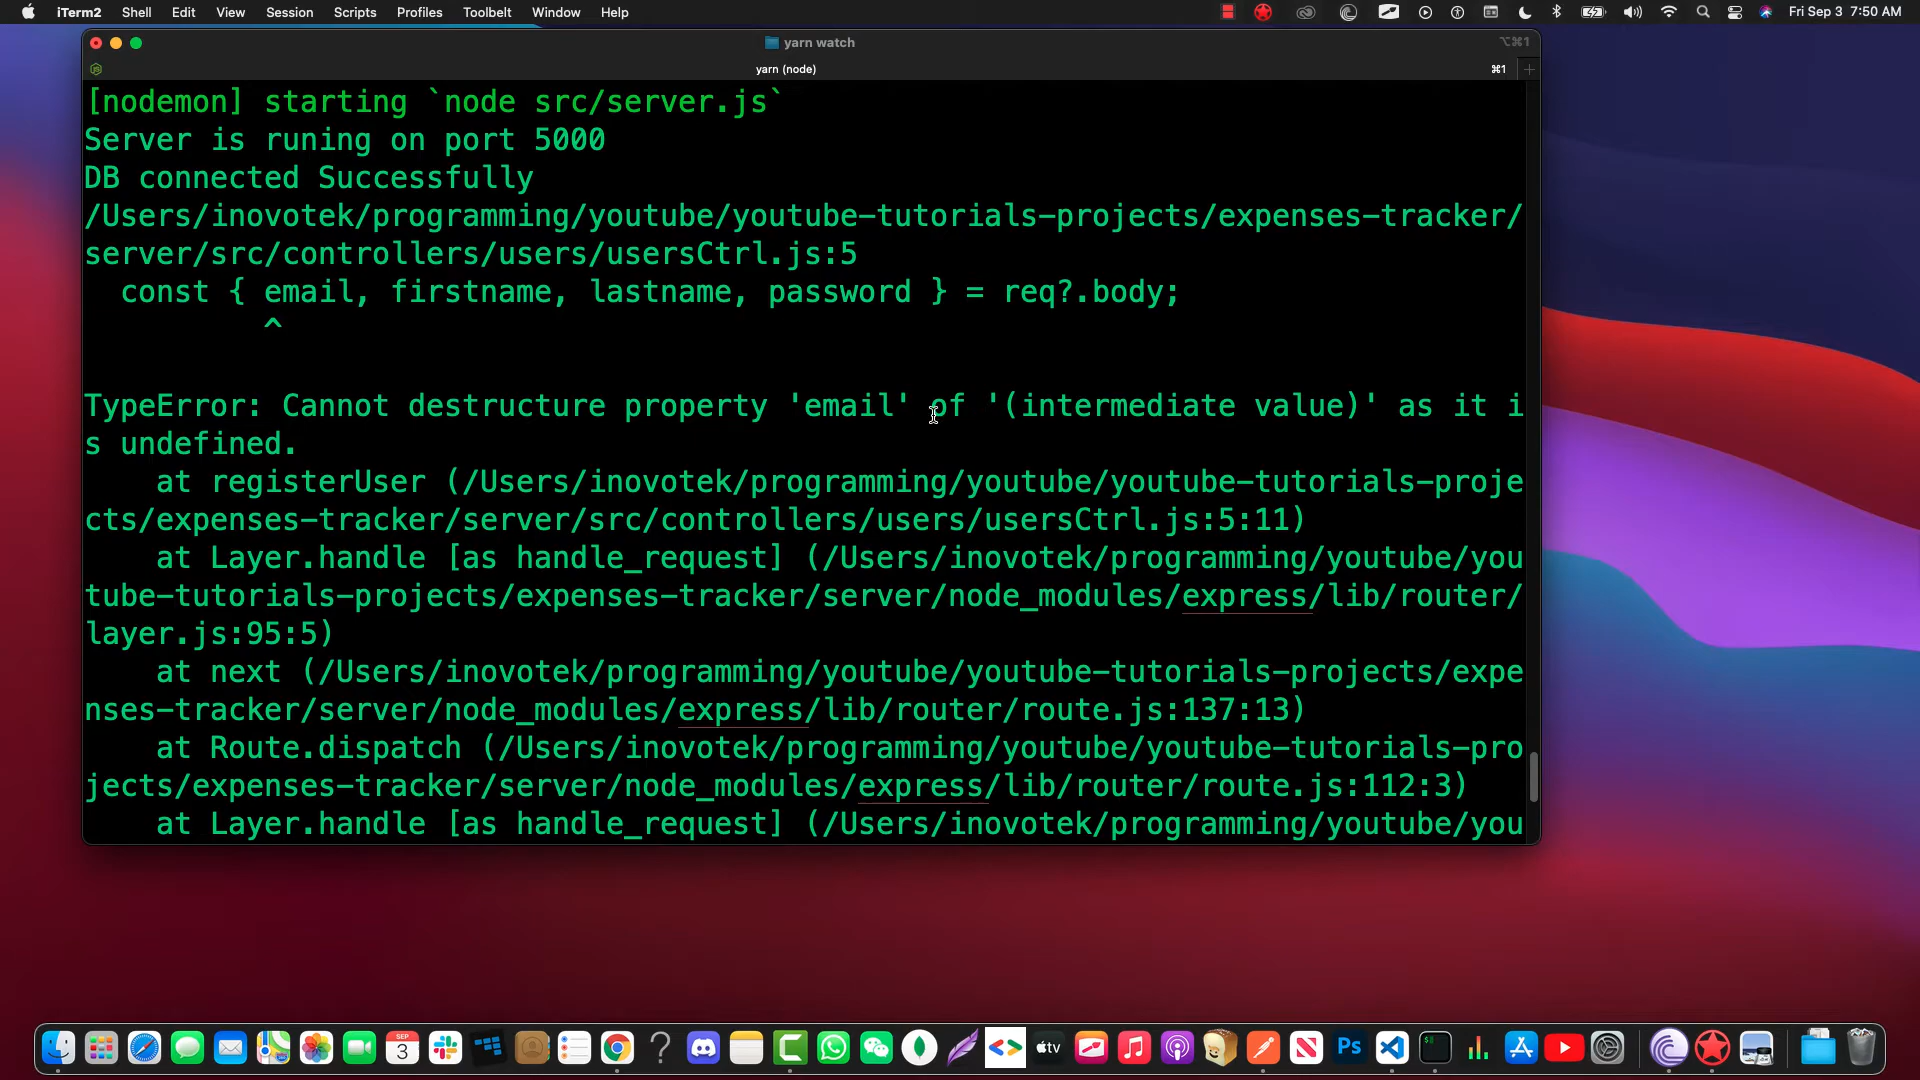 iTerm2 Shell Edit View Session Scripts Profiles Toolbelt Window Help Fri Sep 3 7:50 AM
yarn watch ⌥⌘1
yarn (node) ⌘1
[nodemon] starting `node src/server.js`
Server is runing on port 5000
DB connected Successfully
/Users/inovotek/programming/youtube/youtube-tutorials-projects/expenses-tracker/
server/src/controllers/users/usersCtrl.js:5
  const { email, firstname, lastname, password } = req?.body;
          ^
TypeError: Cannot destructure property 'email' of '(intermediate value)' as it i
s undefined.
    at registerUser (/Users/inovotek/programming/youtube/youtube-tutorials-proje
cts/expenses-tracker/server/src/controllers/users/usersCtrl.js:5:11)
    at Layer.handle [as handle_request] (/Users/inovotek/programming/youtube/you
tube-tutorials-projects/expenses-tracker/server/node_modules/express/lib/router/
layer.js:95:5)
    at next (/Users/inovotek/programming/youtube/youtube-tutorials-projects/expe
nses-tracker/server/node_modules/express/lib/router/route.js:137:13)
    at Route.dispatch (/Users/inovotek/programming/youtube/youtube-tutorials-pro
jects/expenses-tracker/server/node_modules/express/lib/router/route.js:112:3)
    at Layer.handle [as handle_request] (/Users/inovotek/programming/youtube/you
SEP
3
tv
Ps